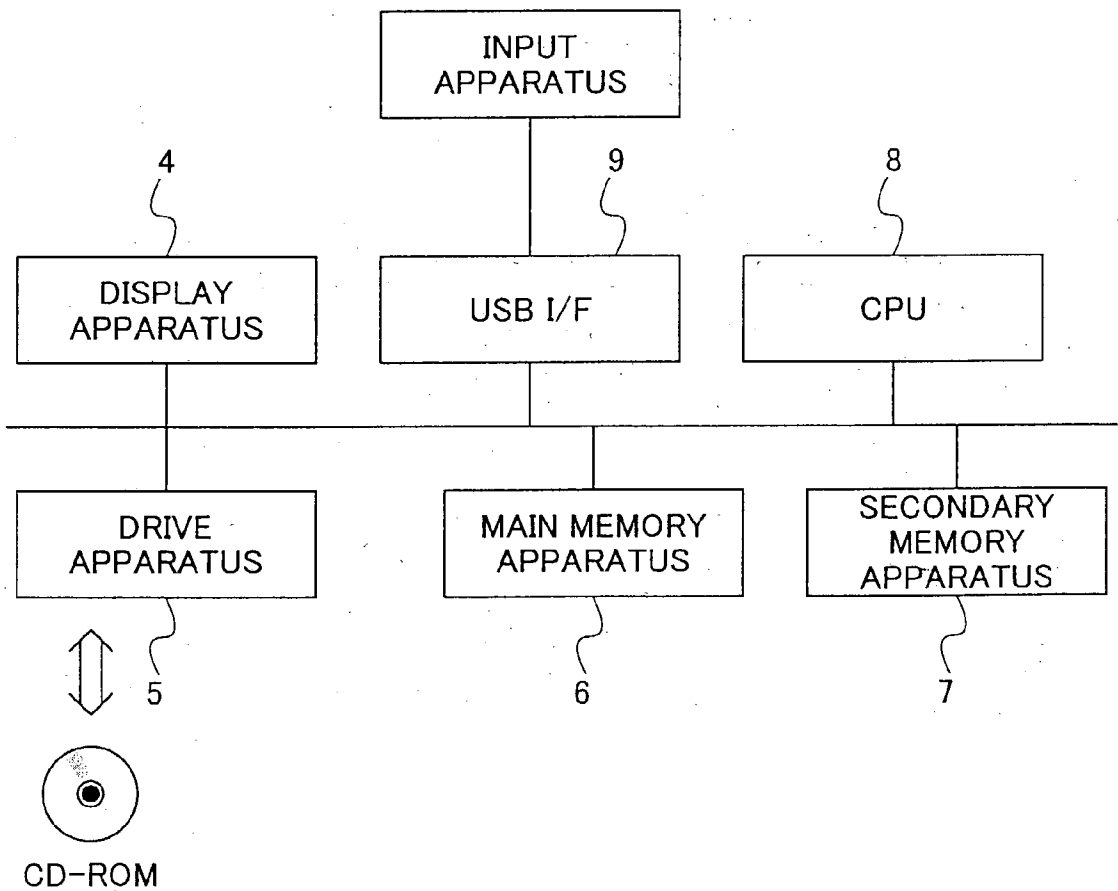 INPUT
APPARATUS
4
9
8
DISPLAY
APPARATUS
USB I/F
CPU
DRIVE
APPARATUS
MAIN MEMORY
APPARATUS
SECONDARY
MEMORY
APPARATUS
5
6
7
CD-ROM